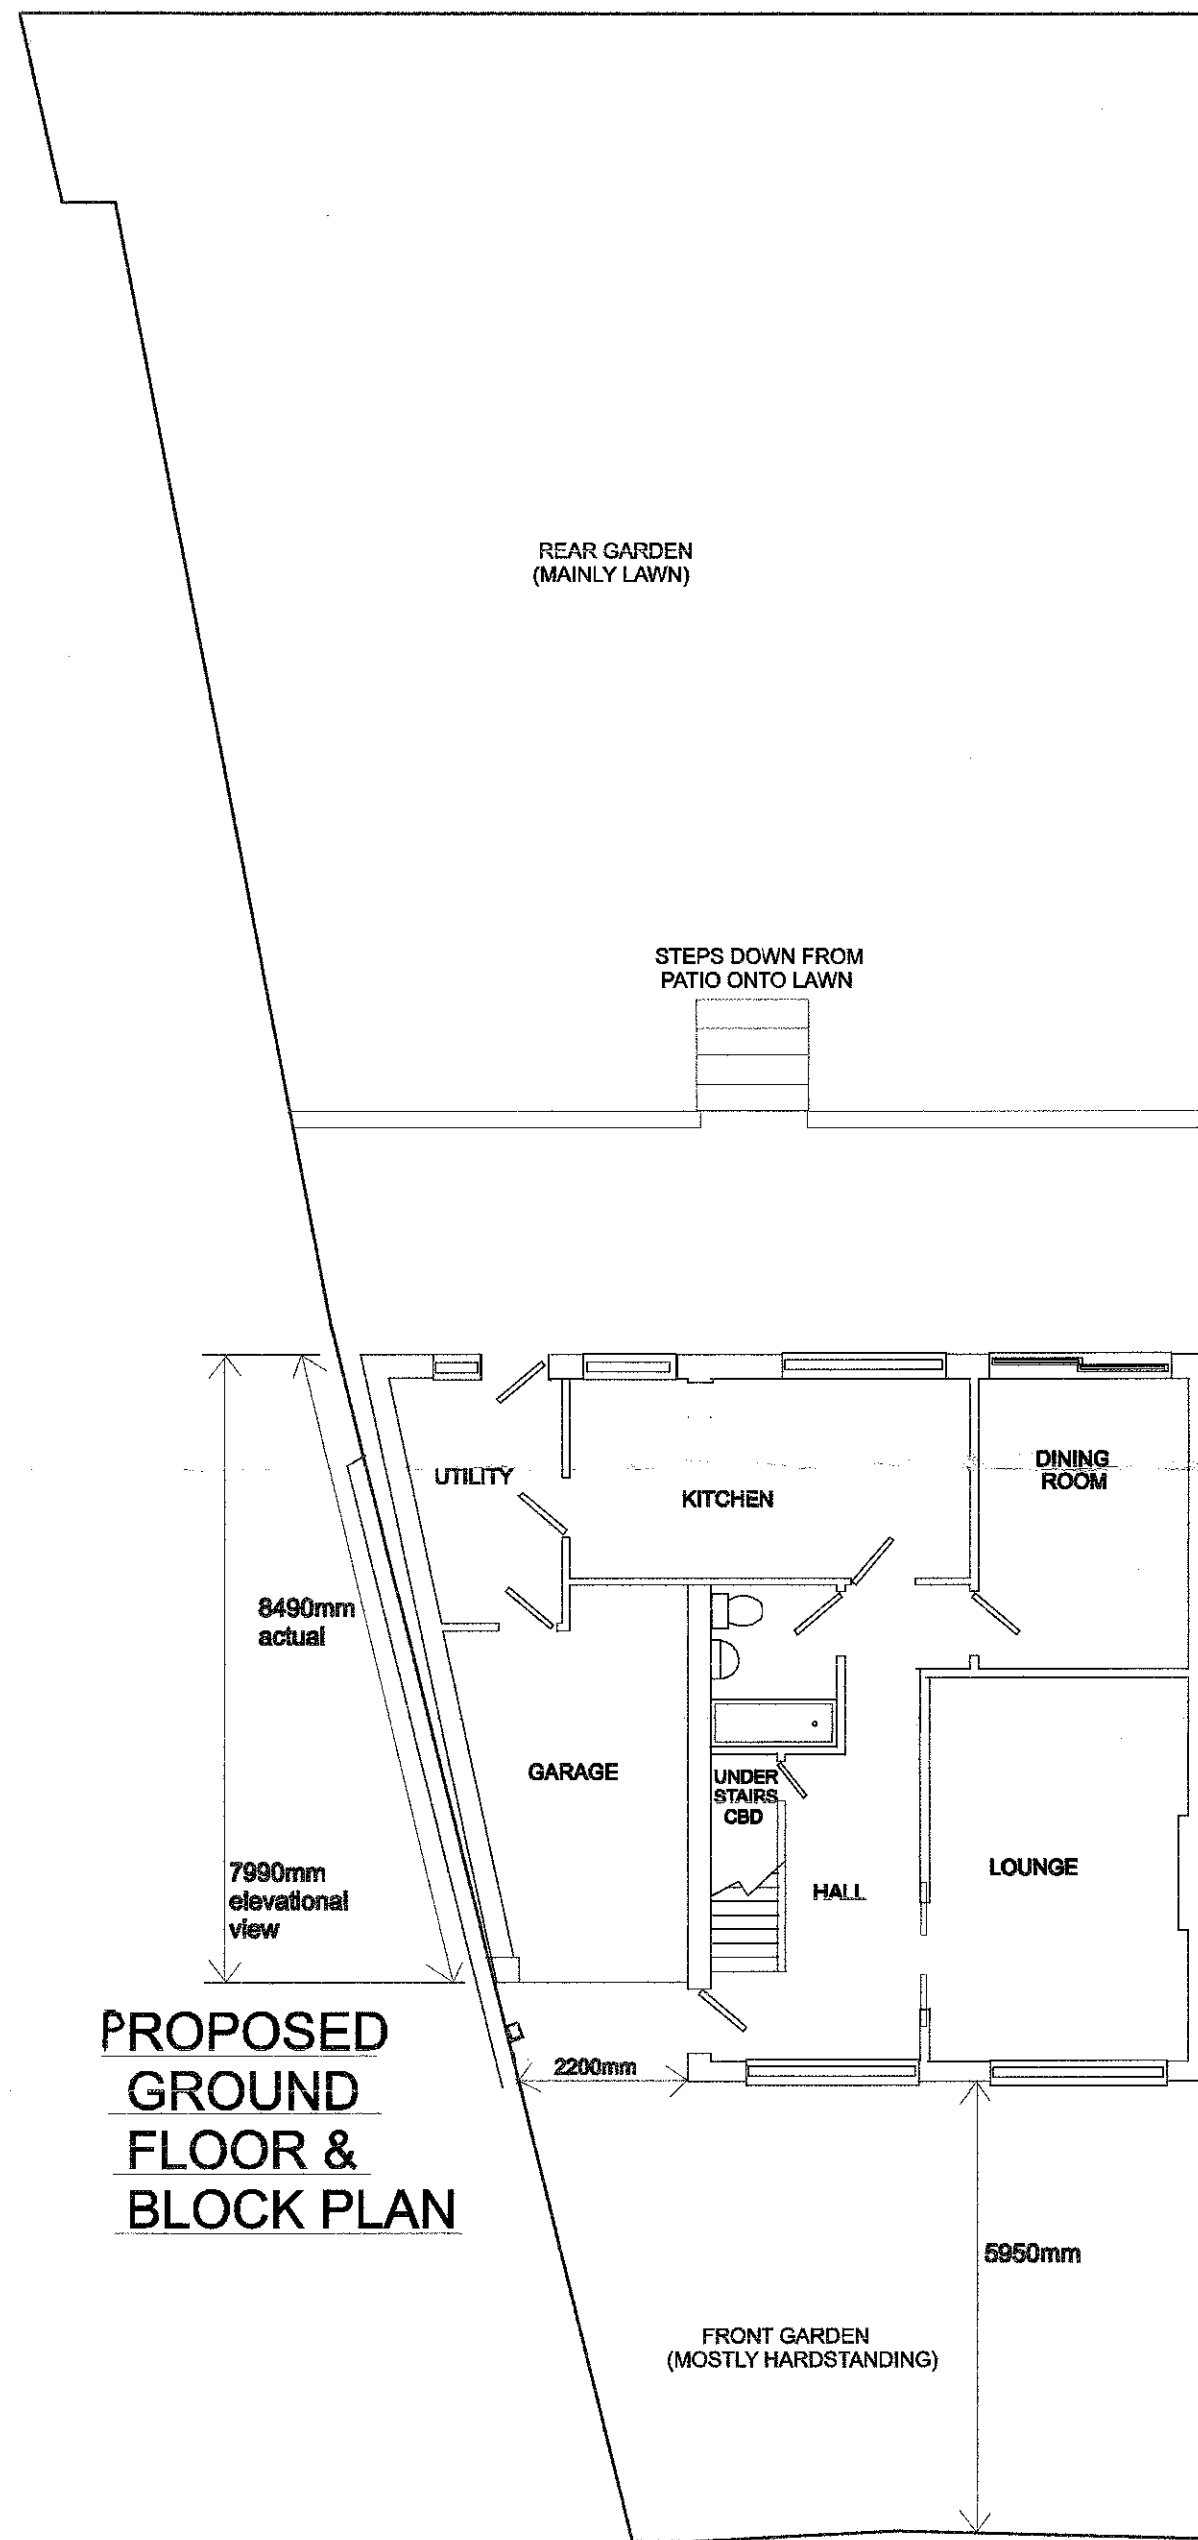 REAR GARDEN
(MAINLY LAWN)
STEPS DOWN FROM
PATIO ONTO LAWN
UTILITY
KITCHEN
DINING
ROOM
8490mm
actual
GARAGE
UNDER
STAIRS
CBD
7990mm
elevational
view
HALL
LOUNGE
PROPOSED
GROUND
FLOOR &
BLOCK PLAN
2200mm
5950mm
FRONT GARDEN
(MOSTLY HARDSTANDING)